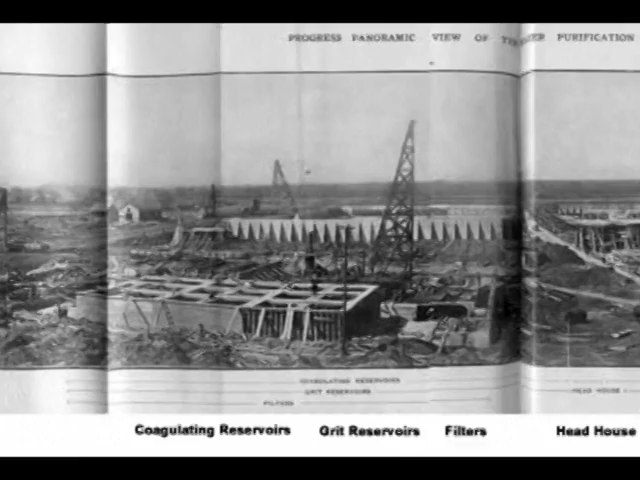 PROGRESS PANORAMIC VIEW OF PURIFICATION
COAGULATING RESERVOIRS
GRIT RESERVOIRS
FILTERS
HEAD HOUSE
Coagulating Reservoirs Grit Reservoirs Filters Head House